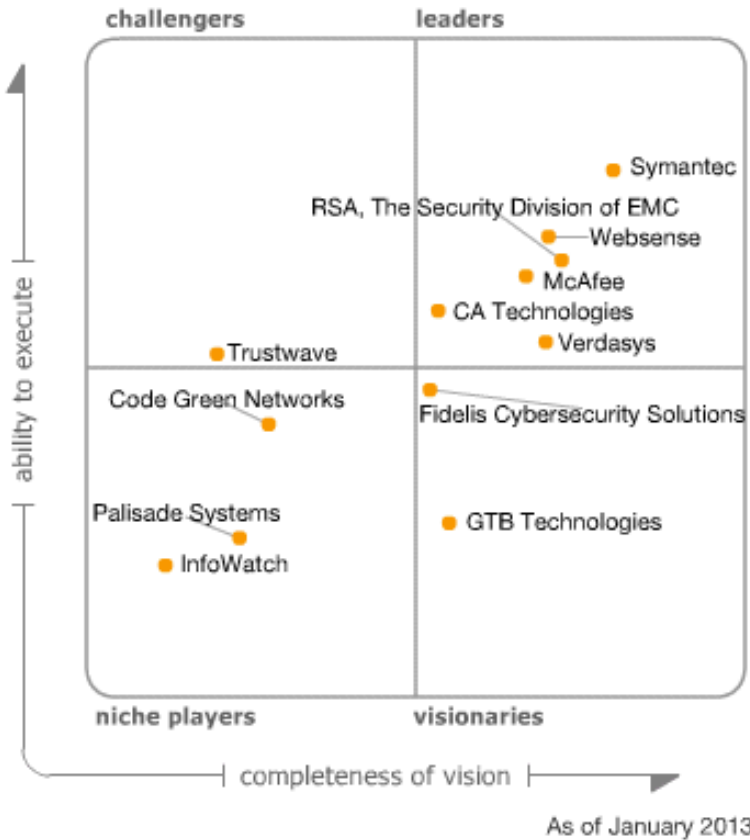 challengers
leaders
Symantec
RSA, The Security Division of EMC
Websense
McAfee
CA Technologies
Verdasys
Trustwave
Code Green Networks
Fidelis Cybersecurity Solutions
Palisade Systems
GTB Technologies
InfoWatch
ability to execute
niche players
visionaries
completeness of vision
As of January 2013